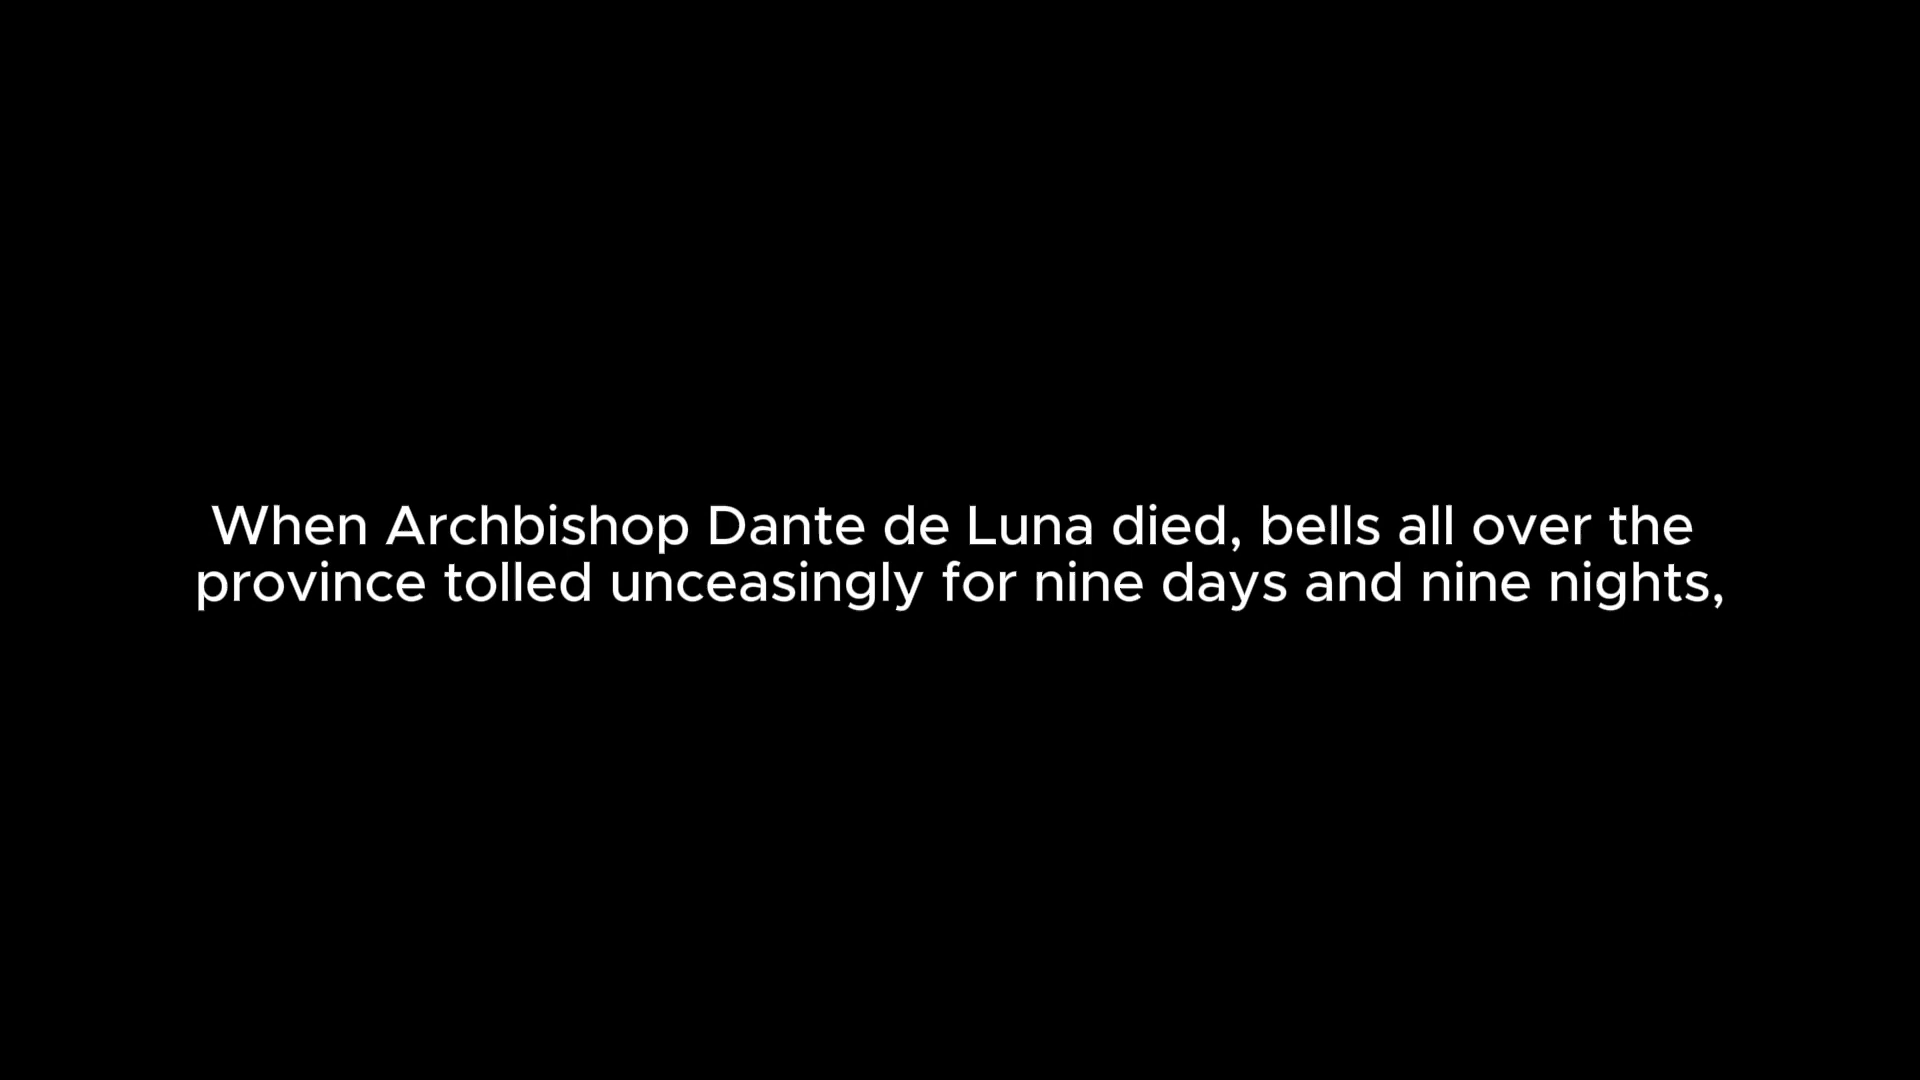 When Archbishop Dante de Luna died, bells all over the
province tolled unceasingly for nine days and nine nights,